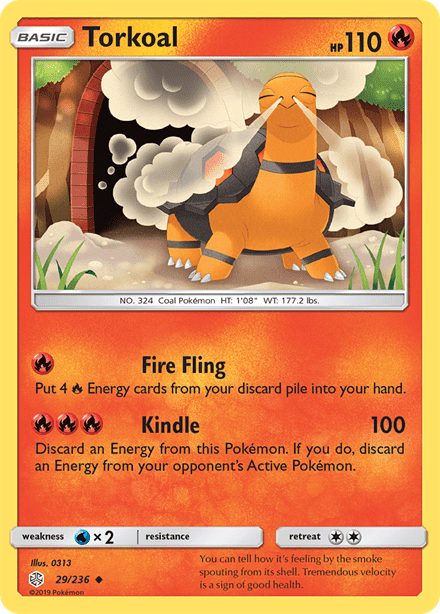 BASIC Torkoal HP110
NO. 324 Coal Pokémon HT: 1'08" WT: 177.2 lbs.
Fire Fling
Put 4 Energy cards from your discard pile into your hand.
Kindle 100
Discard an Energy from this Pokémon. If you do, discard
an Energy from your opponent's Active Pokémon.
weakness ×2 resistance retreat
Illus. 0313
29/236
©2019 Pokémon
You can tell how it's feeling by the smoke
spouting from its shell. Tremendous velocity
is a sign of good health.